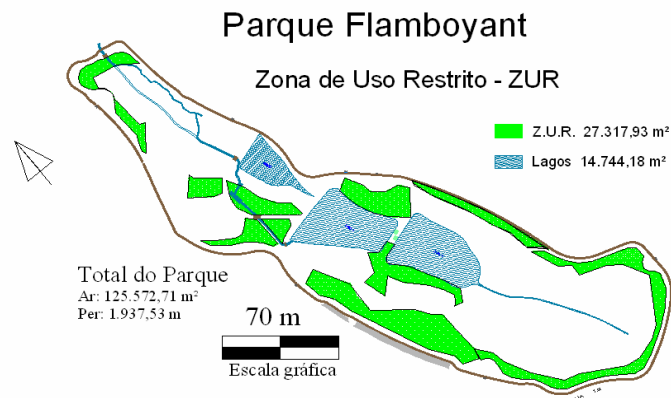 Parque Flamboyant
Zona de Uso Restrito - ZUR
Z.U.R. 27.317,93 m²
Lagos 14.744,18 m²
Total do Parque
Ar: 125.572,71 m²
Per: 1.937,53 m
70 m
Escala gráfica